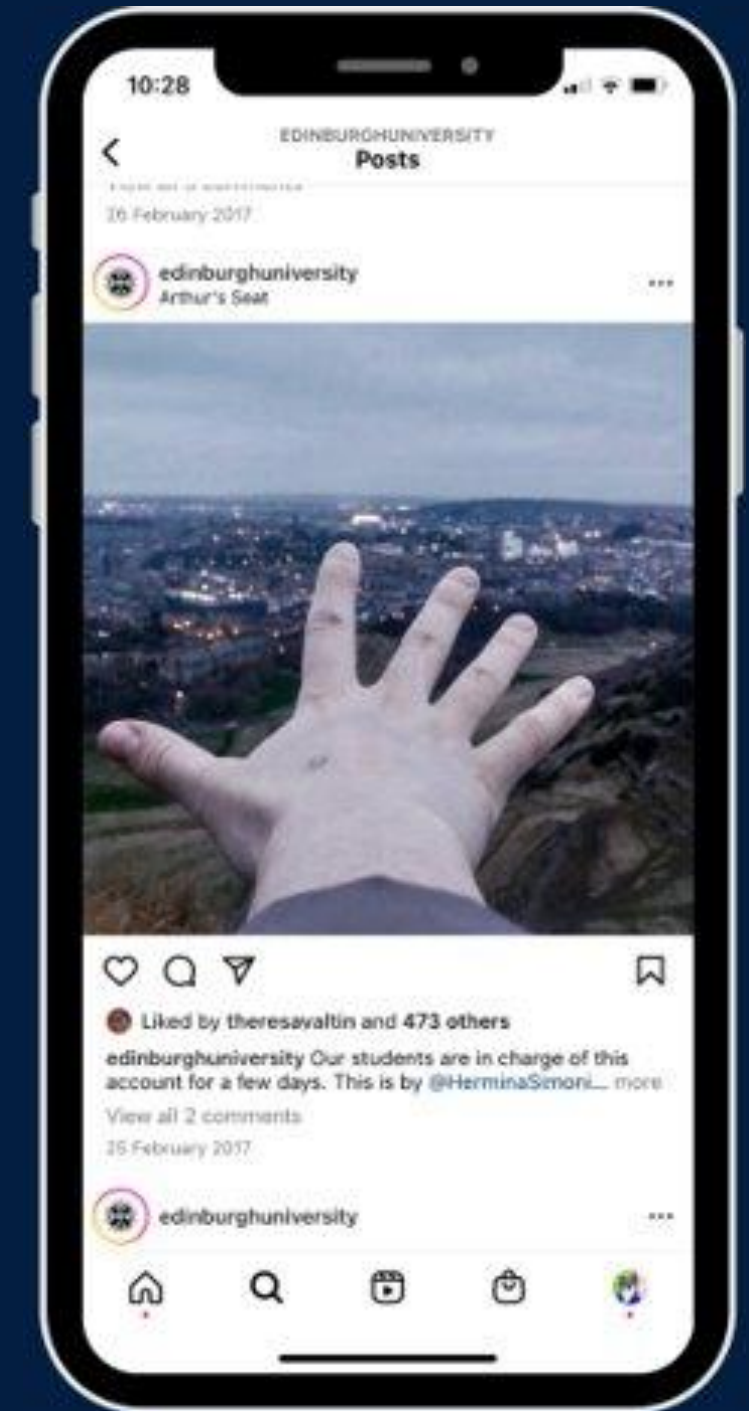 10:28
EDINBURGHUNIVERSITY
Posts
26 February 2017
edinburghuniversity
Arthur's Seat
Liked by theresavaltin and 473 others
edinburghuniversity Our students are in charge of this
account for a few days. This is by @HerminaSimoni... more
View all 2 comments
25 February 2017
edinburghuniversity